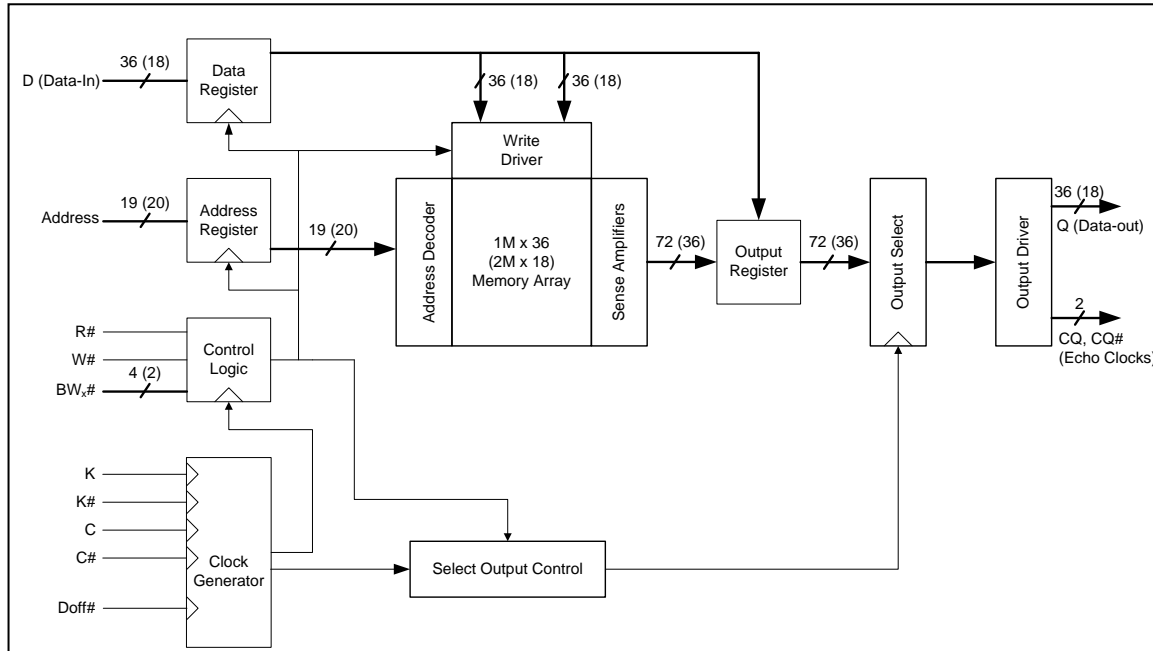 36 (18)
D (Data-In)
Data
Register
36 (18)
36 (18)
Write
Driver
19 (20)
Address
Address
Register
19 (20)
Address Decoder
1M x 36
(2M x 18)
Memory Array
Sense Amplifiers
72 (36)
Output
Register
72 (36)
Output Select
Output Driver
36 (18)
Q (Data-out)
2
CQ, CQ#
(Echo Clocks)
R#
W#
4 (2)
BWx#
Control
Logic
K
K#
C
C#
Doff#
Clock
Generator
Select Output Control